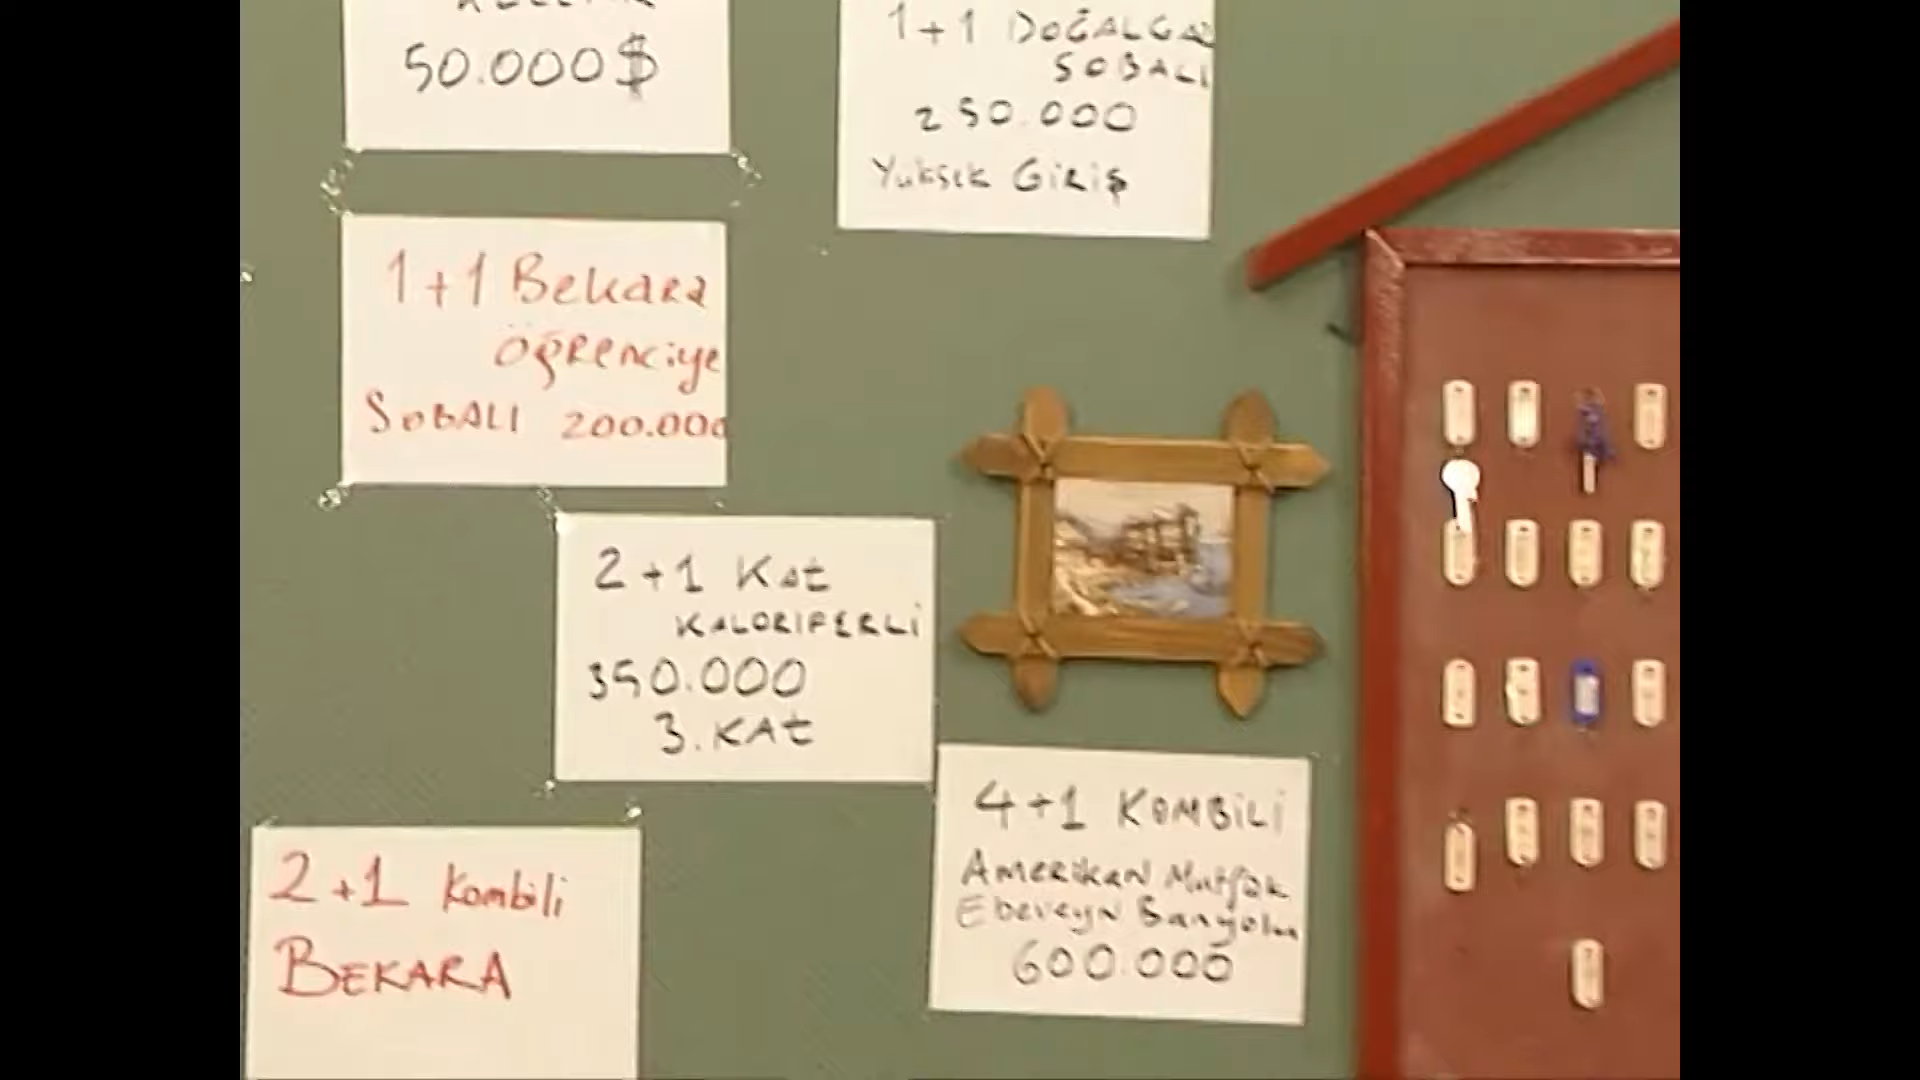 50.000$
1+1 DOĞALGAZ
SOBALI
250.000
Yüksek GİRİŞ
1+1 Bekara
Öğrenciye
SOBALI 200.000
2+1 Kat
KALORİFERLİ
350.000
3. KAt
4+1 KOMBİLİ
Amerikan Mutfak
Ebeveyn Banyolu
600.000
2+1 Kombili
BEKARA